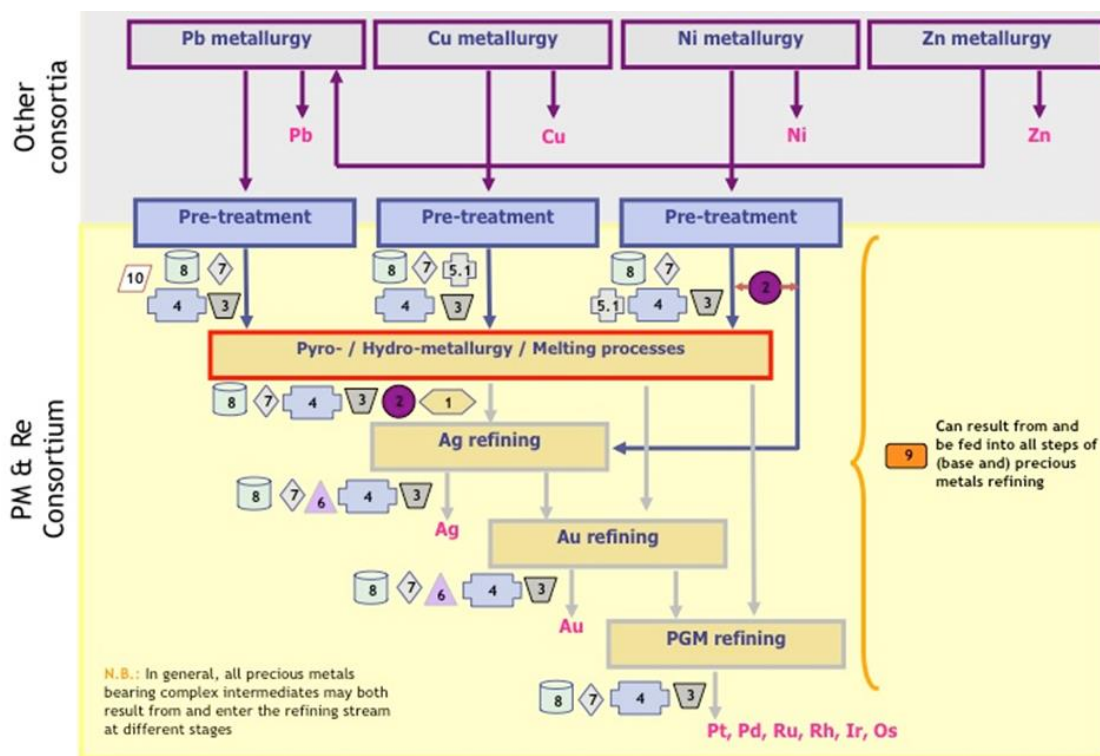 Other
consortia
Pb metallurgy
Cu metallurgy
Ni metallurgy
Zn metallurgy
Pb
Cu
Ni
Zn
Pre-treatment
Pre-treatment
Pre-treatment
10
8
7
4
3
8
7
5.1
4
3
8
7
5.1
4
3
2
Pyro- / Hydro-metallurgy / Melting processes
8
7
4
3
2
1
Ag refining
PM & Re
Consortium
9
Can result from and
be fed into all steps of
(base and) precious
metals refining
8
7
6
4
3
Ag
Au refining
8
7
6
4
3
Au
PGM refining
N.B.: In general, all precious metals
bearing complex intermediates may both
result from and enter the refining stream
at different stages
8
7
4
3
Pt, Pd, Ru, Rh, Ir, Os